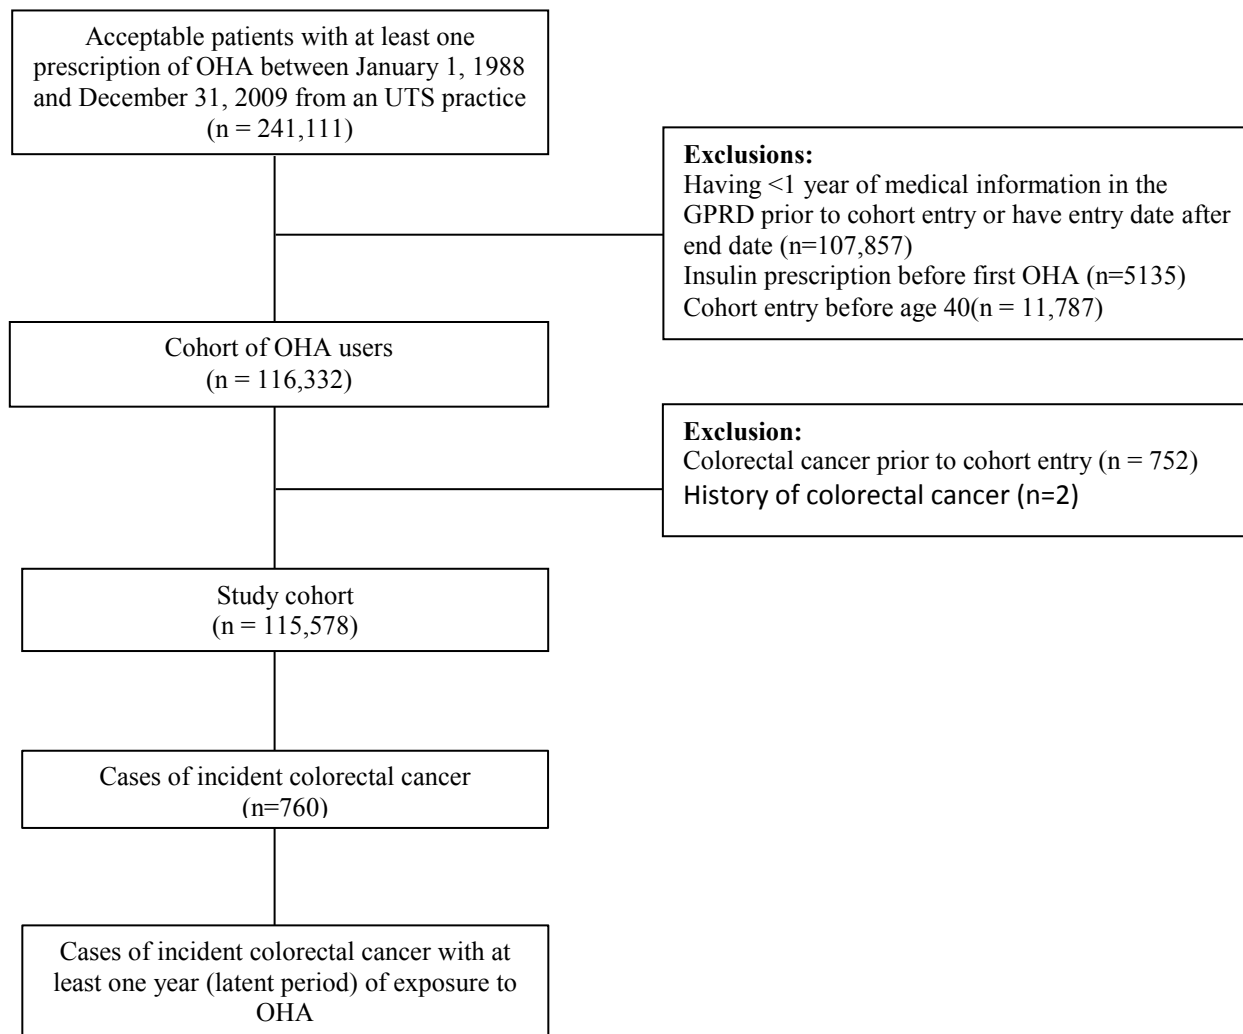 Acceptable patients with at least one
prescription of OHA between January 1, 1988
and December 31, 2009 from an UTS practice
(n = 241,111)
Exclusions:
Having <1 year of medical information in the
GPRD prior to cohort entry or have entry date after
end date (n=107,857)
Insulin prescription before first OHA (n=5135)
Cohort entry before age 40(n = 11,787)
Cohort of OHA users
(n = 116,332)
Exclusion:
Colorectal cancer prior to cohort entry (n = 752)
History of colorectal cancer (n=2)
Study cohort
(n = 115,578)
Cases of incident colorectal cancer
(n=760)
Cases of incident colorectal cancer with at
least one year (latent period) of exposure to
OHA